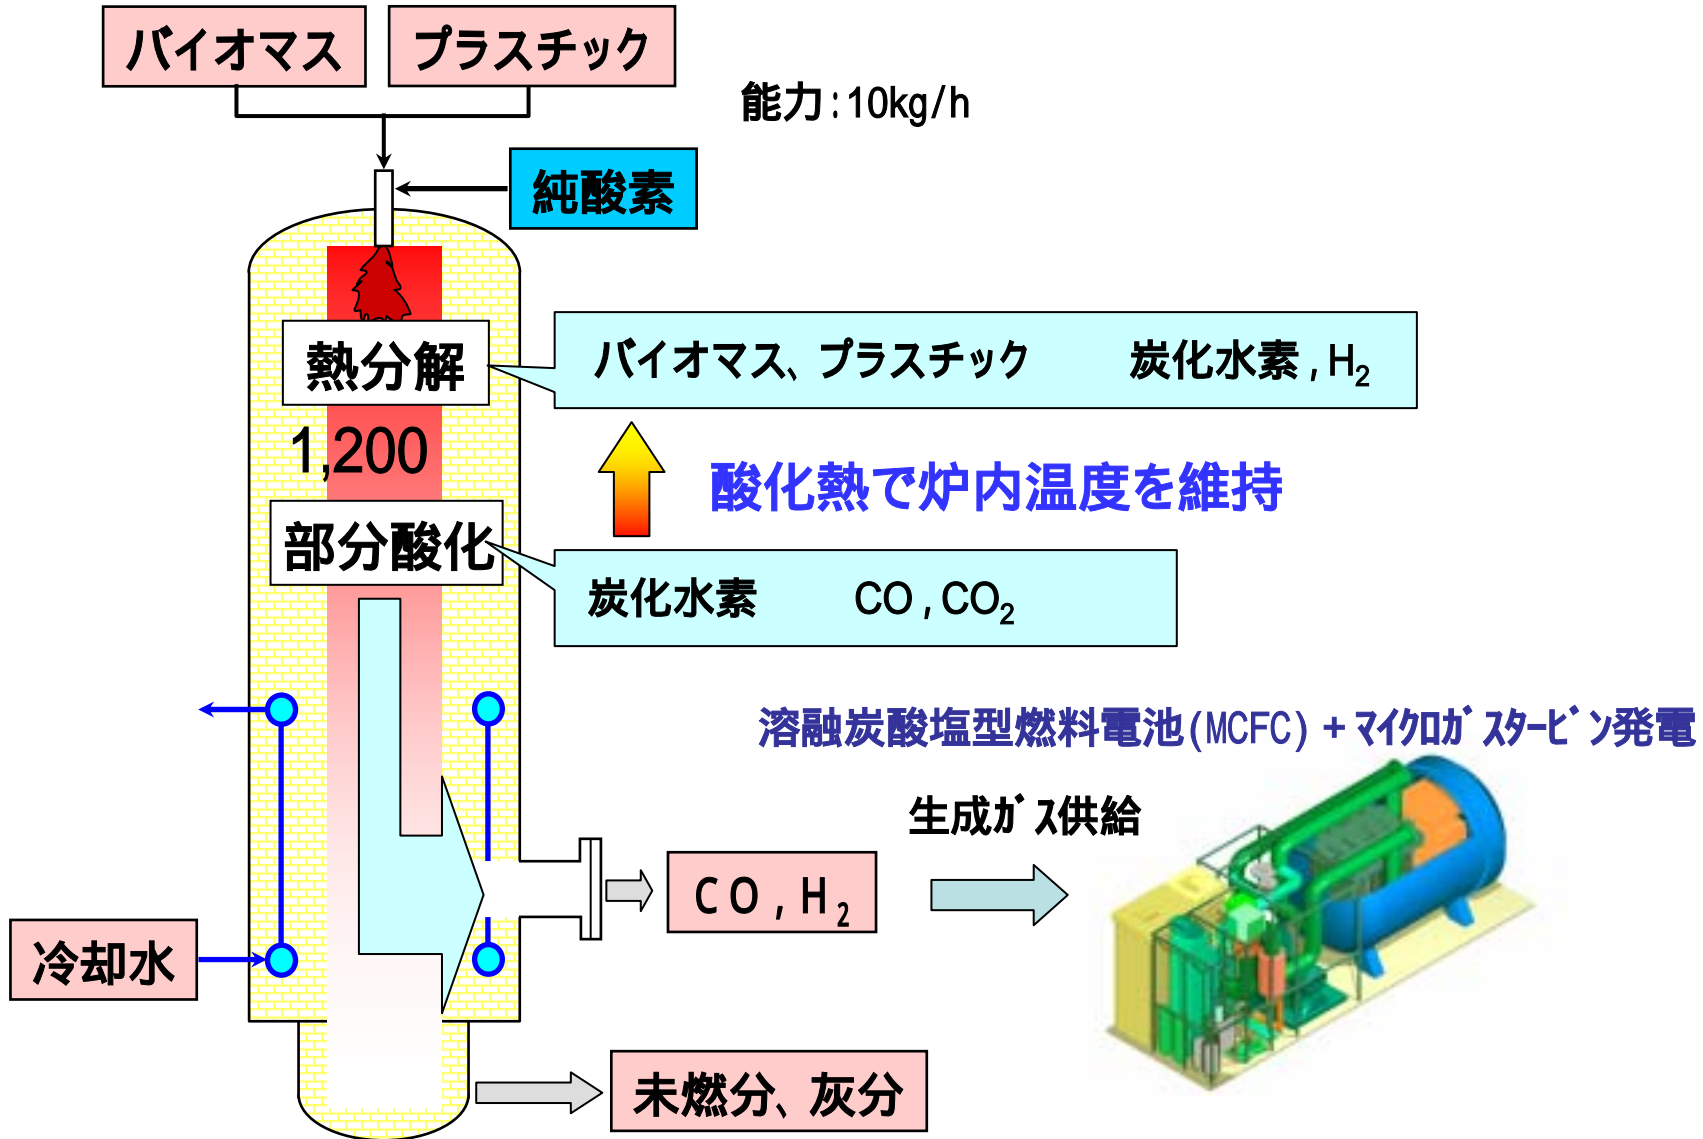 バイオマス
プラスチック
能力:10kg/h
純酸素
熱分解
バイオマス、プラスチック 炭化水素,H₂
1,200
酸化熱で炉内温度を維持
部分酸化
炭化水素 CO,CO₂
溶融炭酸塩型燃料電池(MCFC)+マイクロガスタービン発電
生成ガス供給
CO,H₂
冷却水
未燃分、灰分